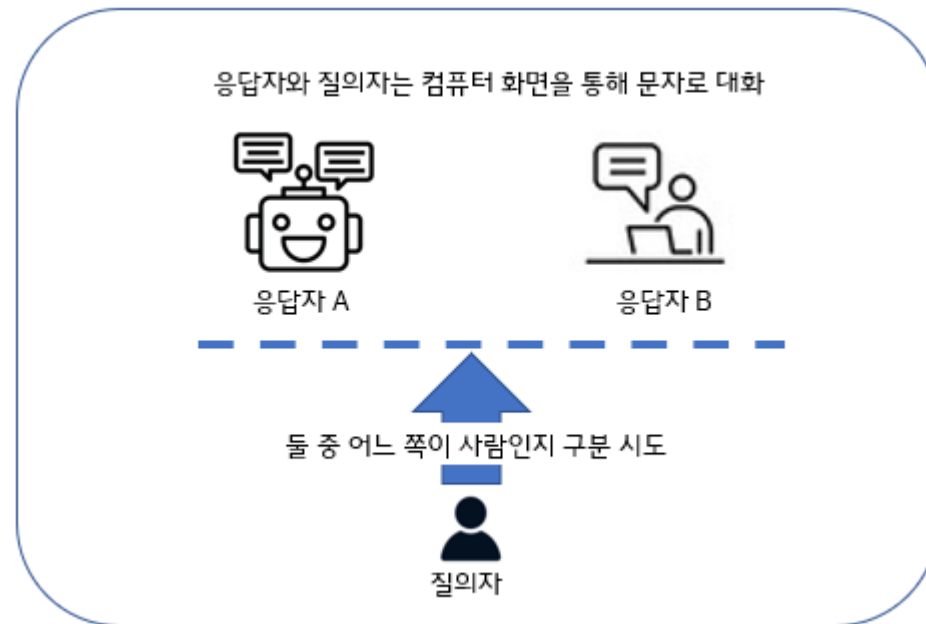 응답자와 질의자는 컴퓨터 화면을 통해 문자로 대화
응답자 A
응답자 B
둘 중 어느 쪽이 사람인지 구분 시도
질의자